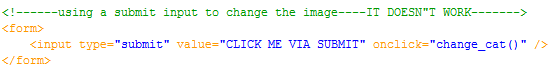 <!------using a submit input to change the image----IT DOESN"T WORK------->
<form>
<input type="submit" value="CLICK ME VIA SUBMIT" onclick="change_cat()" />
</form>